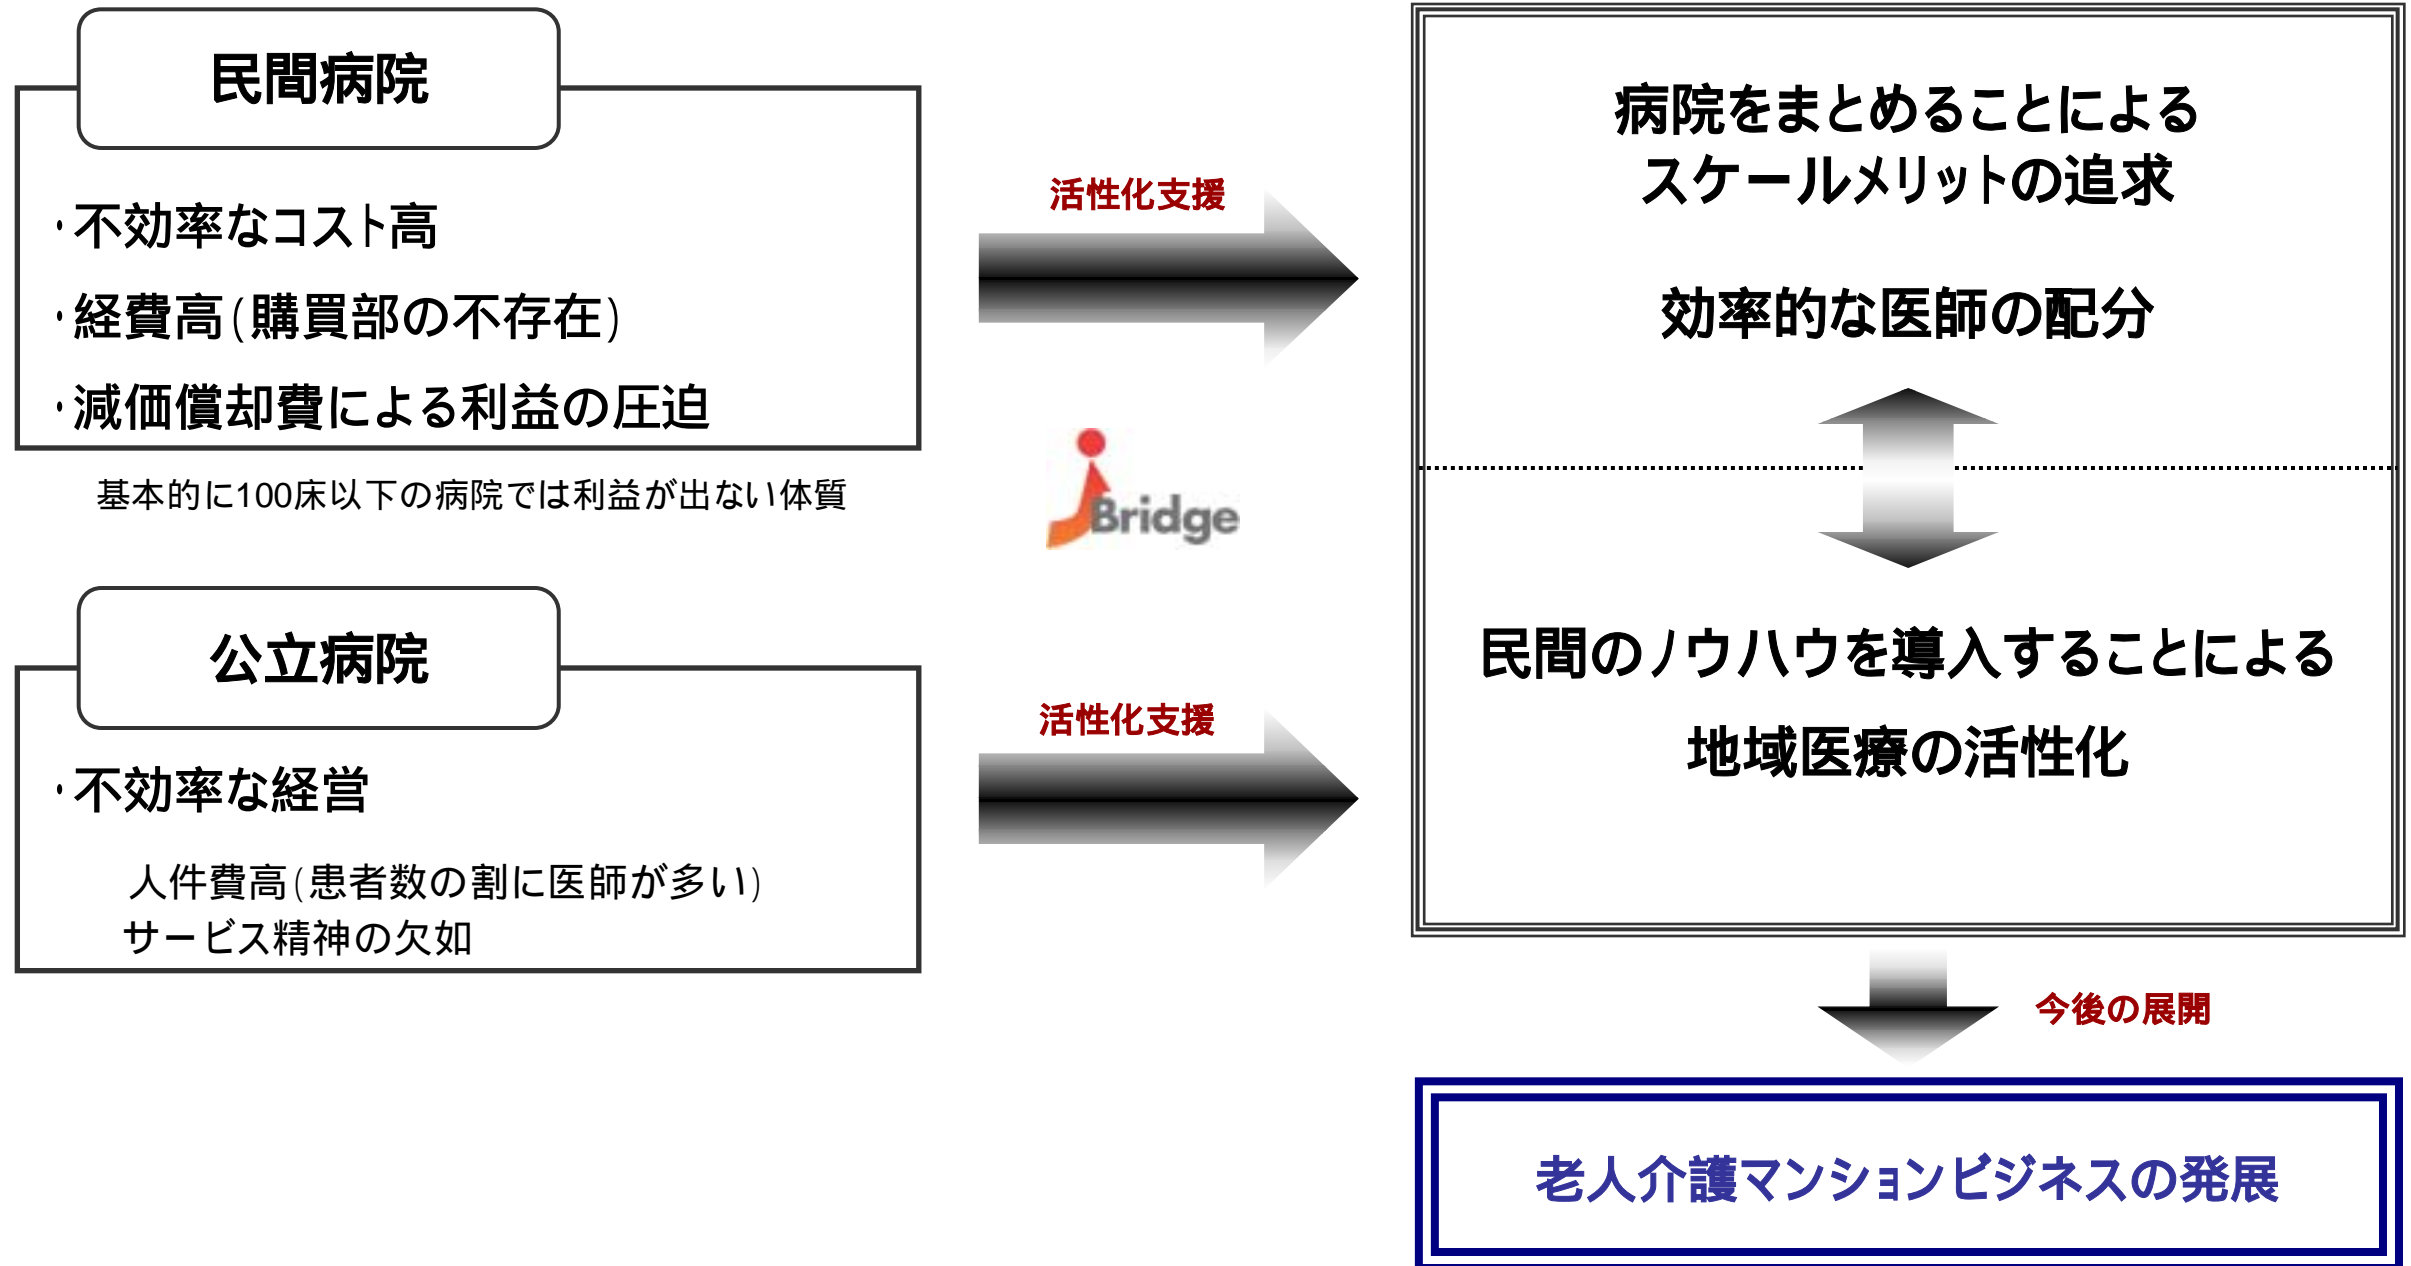 民間病院
・不効率なコスト高
・経費高(購買部の不存在)
・減価償却費による利益の圧迫
基本的に100床以下の病院では利益が出ない体質
公立病院
・不効率な経営
人件費高(患者数の割に医師が多い)
サービス精神の欠如
活性化支援
Bridge
活性化支援
病院をまとめることによる
スケールメリットの追求
効率的な医師の配分
民間のノウハウを導入することによる
地域医療の活性化
今後の展開
老人介護マンションビジネスの発展